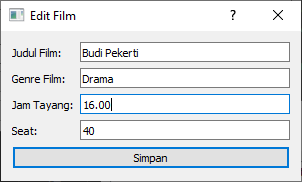 Edit Film
Judul Film: Budi Pekerti
Genre Film: Drama
Jam Tayang: 16.00
Seat: 40
Simpan